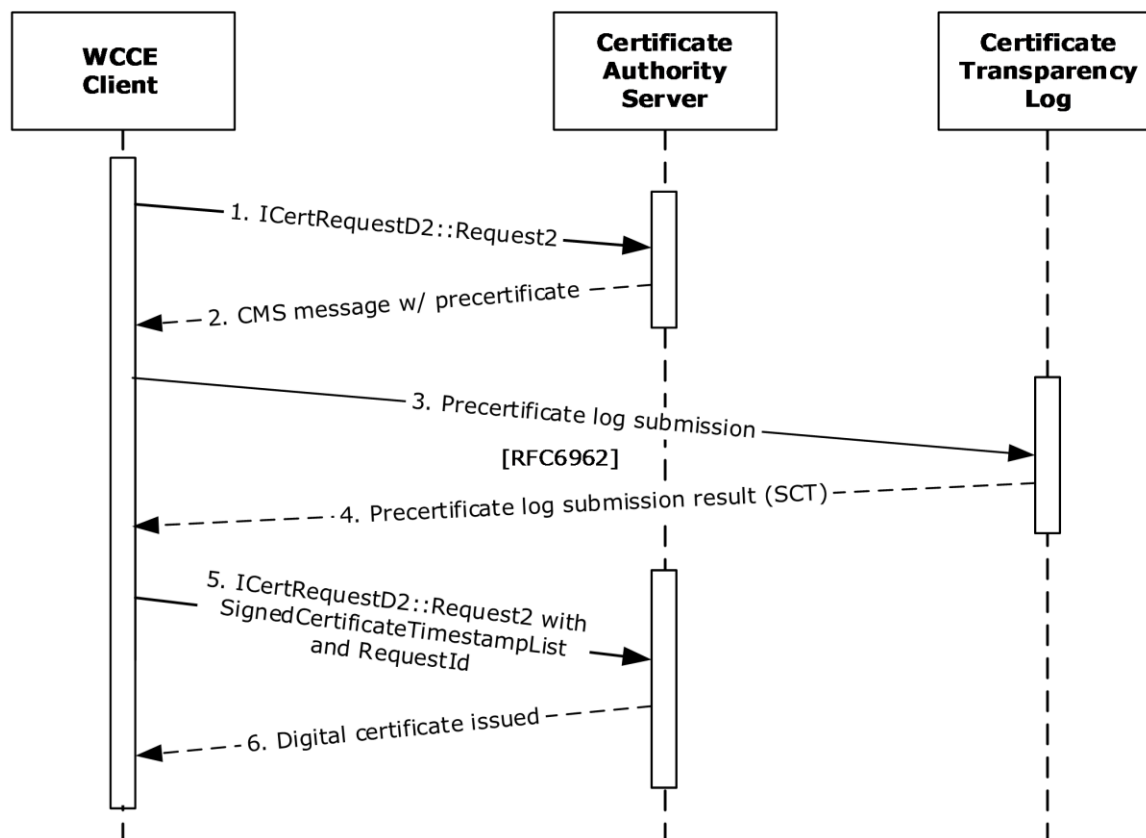 WCCE
Client
Certificate
Authority
Server
Certificate
Transparency
Log
1. ICertRequestD2::Request2
2. CMS message w/ precertificate
3. Precertificate log submission
[RFC6962]
4. Precertificate log submission result (SCT)
5. ICertRequestD2::Request2 with
SignedCertificateTimestampList
and RequestId
6. Digital certificate issued